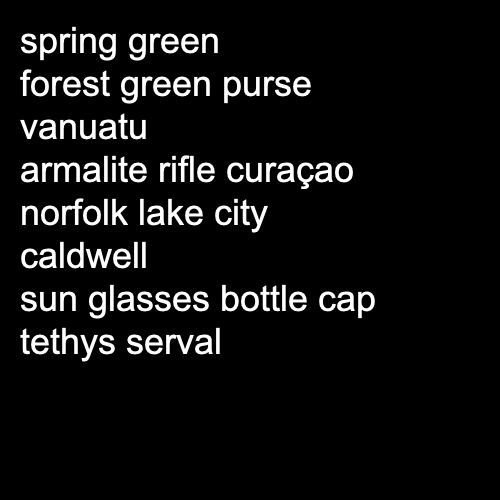 spring green
forest green purse
vanuatu
armalite rifle curaçao
norfolk lake city
caldwell
sun glasses bottle cap
tethys serval